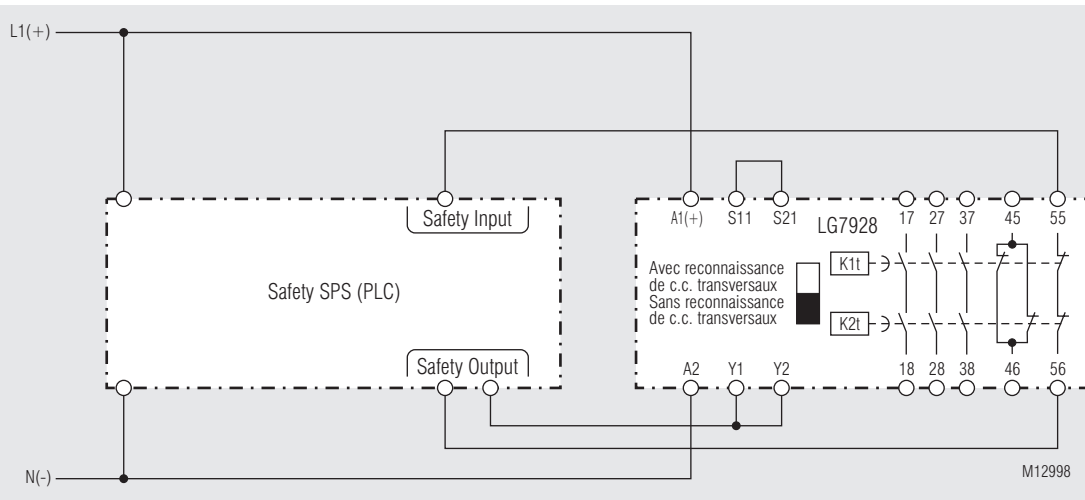 L1(+)
Safety Input
A1(+) S11 S21 LG7928 17 27 37 45 55
Safety SPS (PLC)
Avec reconnaissance
de c.c. transversaux
Sans reconnaissance
de c.c. transversaux
K1t
K2t
Safety Output
A2 Y1 Y2 18 28 38 46 56
N(-)
M12998